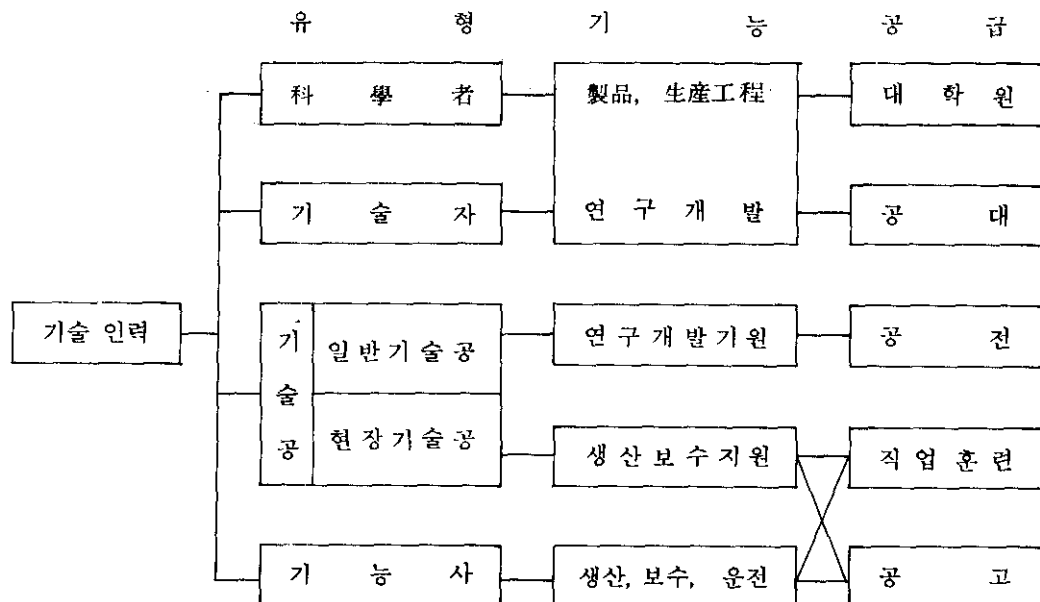 유 형 기 능 공 급
科 學 者 製品, 生産工程 대 학 원
기 술 자 연 구 개 발 공 대
기술 인력
기 술 공
일반기술공 연구개발기원 공 전
현장기술공 생산보수지원 직업훈련
기 능 사 생산, 보수, 운전 공 고